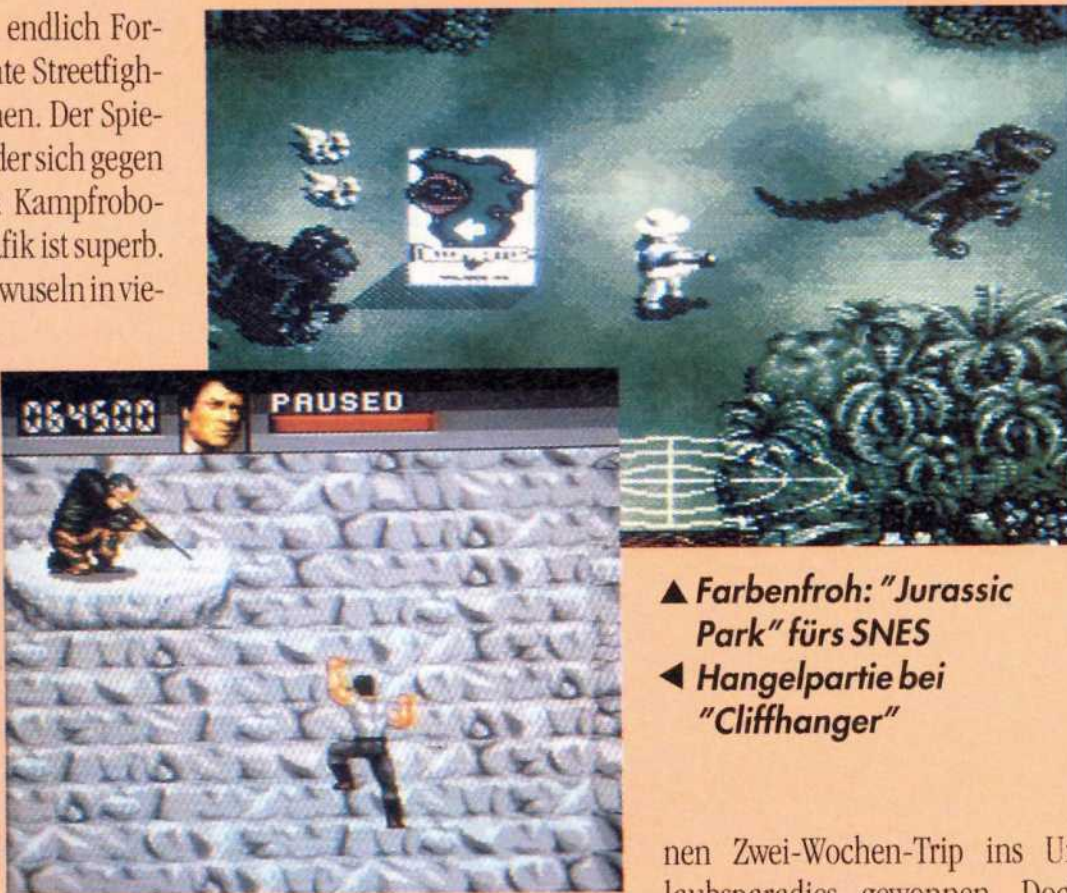 endlich For-
te Streetfigh-
en. Der Spie-
der sich gegen
Kampfrobo-
fik ist superb.
wuseln in vie-
064500 PAUSED
▲ Farbenfroh: "Jurassic
Park" fürs SNES
◄ Hangelpartie bei
"Cliffhanger"
nen Zwei-Wochen-Trip ins Ur-
laubsparadies gewonnen. Doc